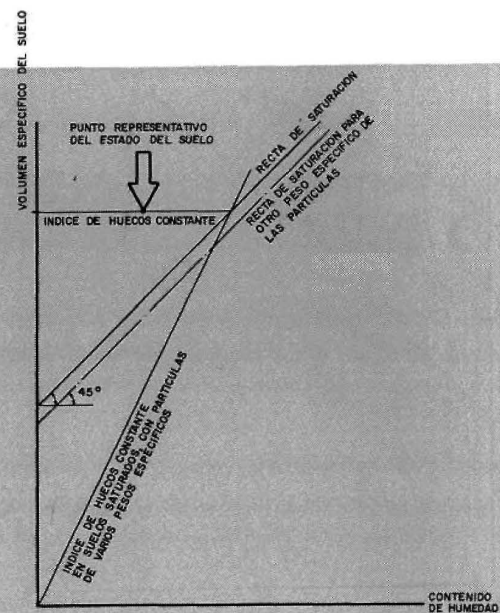 VOLUMEN ESPECIFICO DEL SUELO
PUNTO REPRESENTATIVO
DEL ESTADO DEL SUELO
INDICE DE HUECOS CONSTANTE
RECTA DE SATURACION
RECTA DE SATURACION PARA
OTRO PESO ESPECIFICO DE
LAS PARTICULAS
45°
INDICE DE HUECOS CONSTANTE
EN SUELOS SATURADOS, CON PARTICULAS
DE VARIOS PESOS ESPECIFICOS
CONTENIDO
DE HUMEDAD